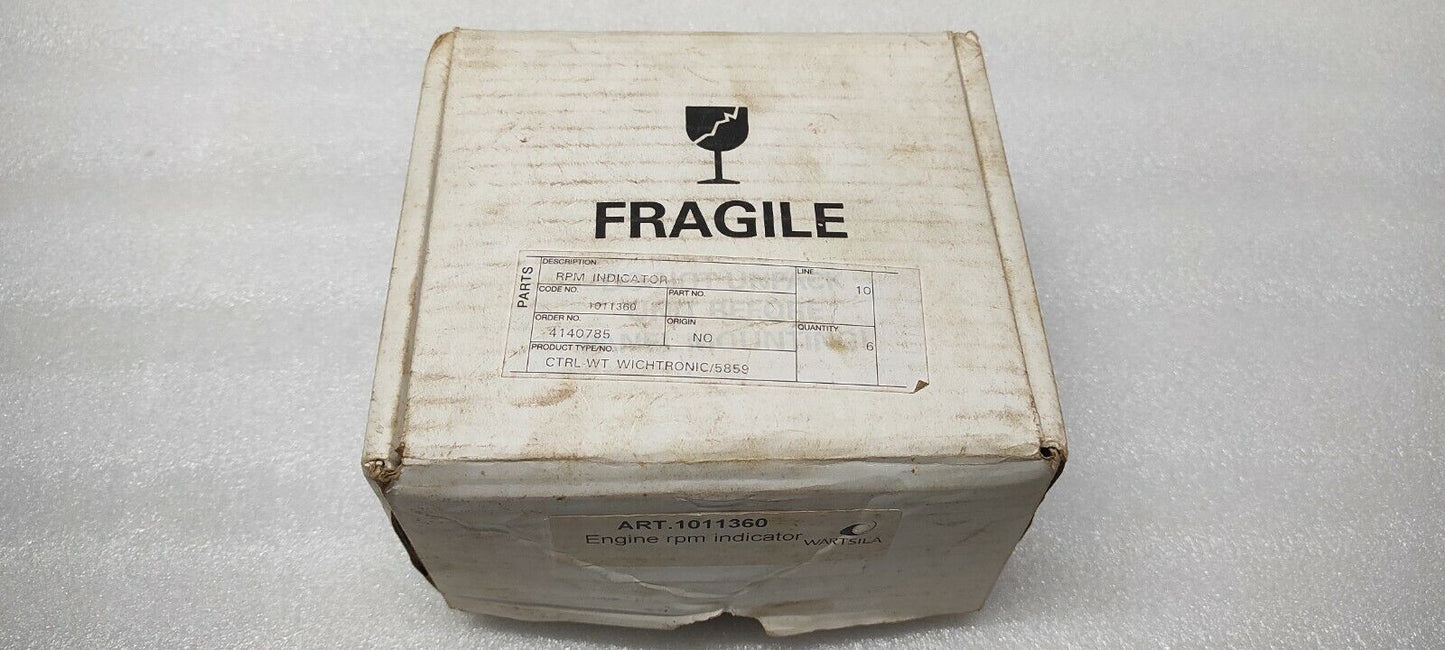 FRAGILE
PARTS
DESCRIPTION
RPM INDICATOR
LINE
10
CODE NO.
1011360
PART NO.
ORDER NO.
4140785
ORIGIN
NO
QUANTITY
6
PRODUCT TYPE/NO.
CTRL-WT WICHTRONIC/5859
ART.1011360
Engine rpm indicator
WARTSILA